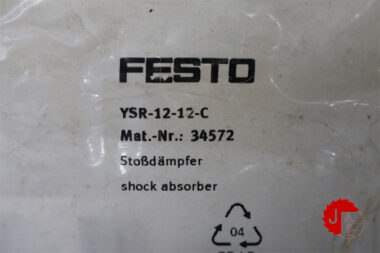 FESTO
YSR-12-12-C
Mat.-Nr.: 34572
Stoßdämpfer
shock absorber
04